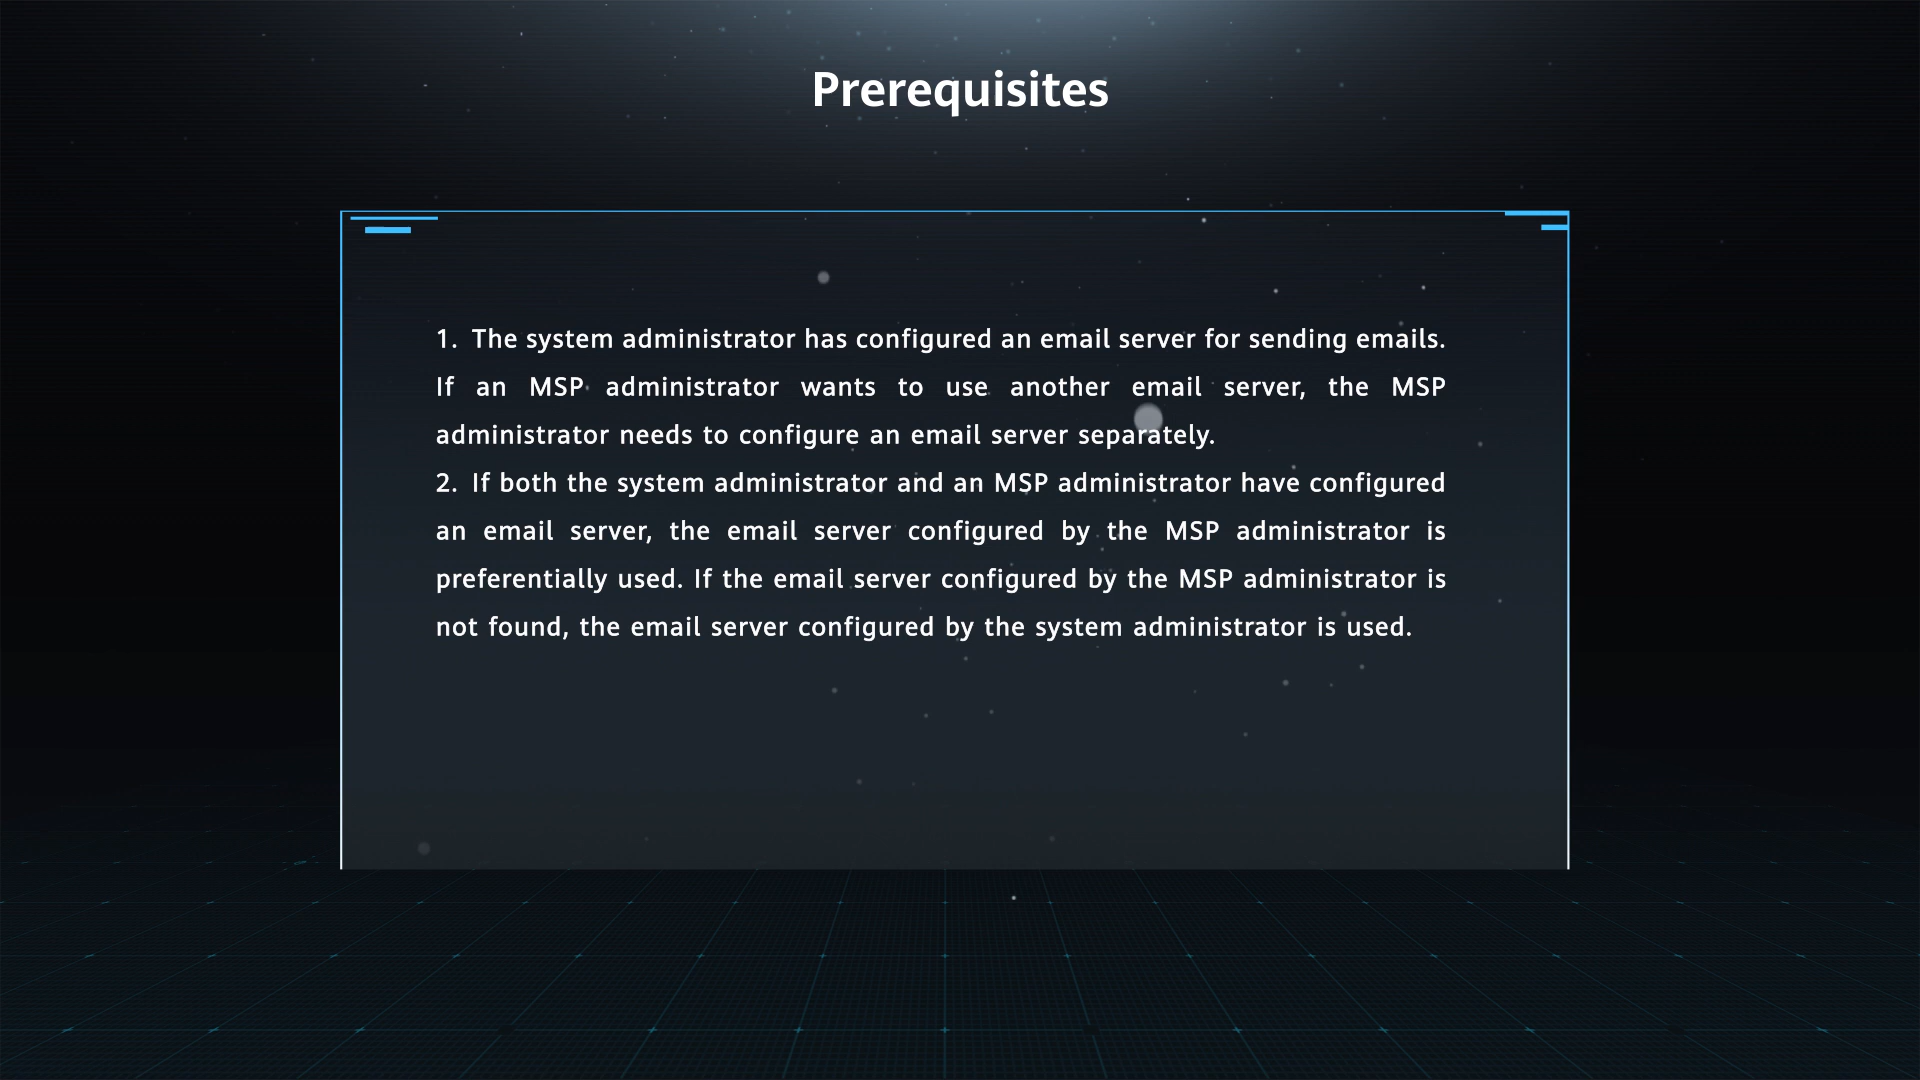 Prerequisites
1. The system administrator has configured an email server for sending emails.
If an MSP administrator wants to use another email server, the MSP
administrator needs to configure an email server separately.
2. If both the system administrator and an MSP administrator have configured
an email server, the email server configured by the MSP administrator is
preferentially used. If the email server configured by the MSP administrator is
not found, the email server configured by the system administrator is used.